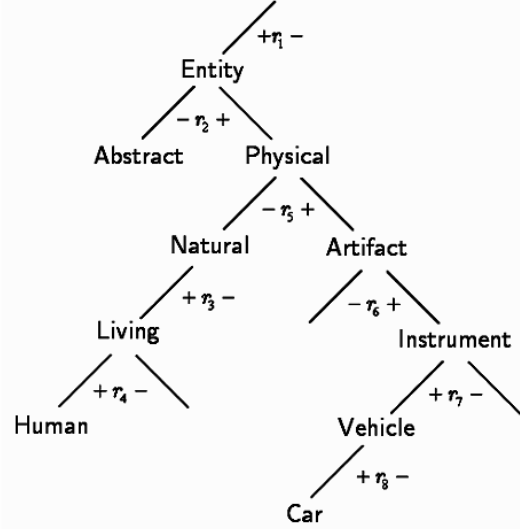 +r₁ −
Entity
− r₂ +
Abstract Physical
− r₅ +
Natural Artifact
+ r₃ − − r₆ +
Living Instrument
+ r₄ − + r₇ −
Human Vehicle
+ r₈ −
Car